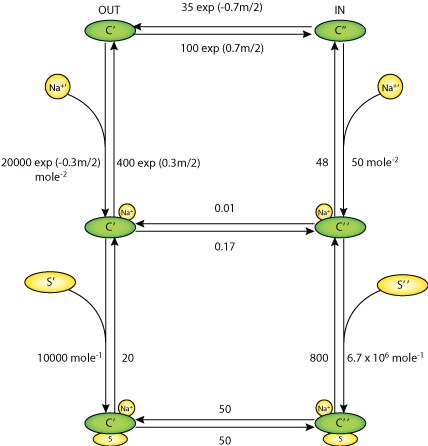 OUT
IN
35 exp (-0.7m/2)
C′
C″
100 exp (0.7m/2)
Na+′
Na+″
20000 exp (-0.3m/2)
mole-2
400 exp (0.3m/2)
48
50 mole-2
Na+
0.01
Na+
C′
C′′
0.17
S′
S′′
10000 mole-1
20
800
6.7 x 10⁶ mole-1
Na+
50
Na+
C′
C′′
S
50
S